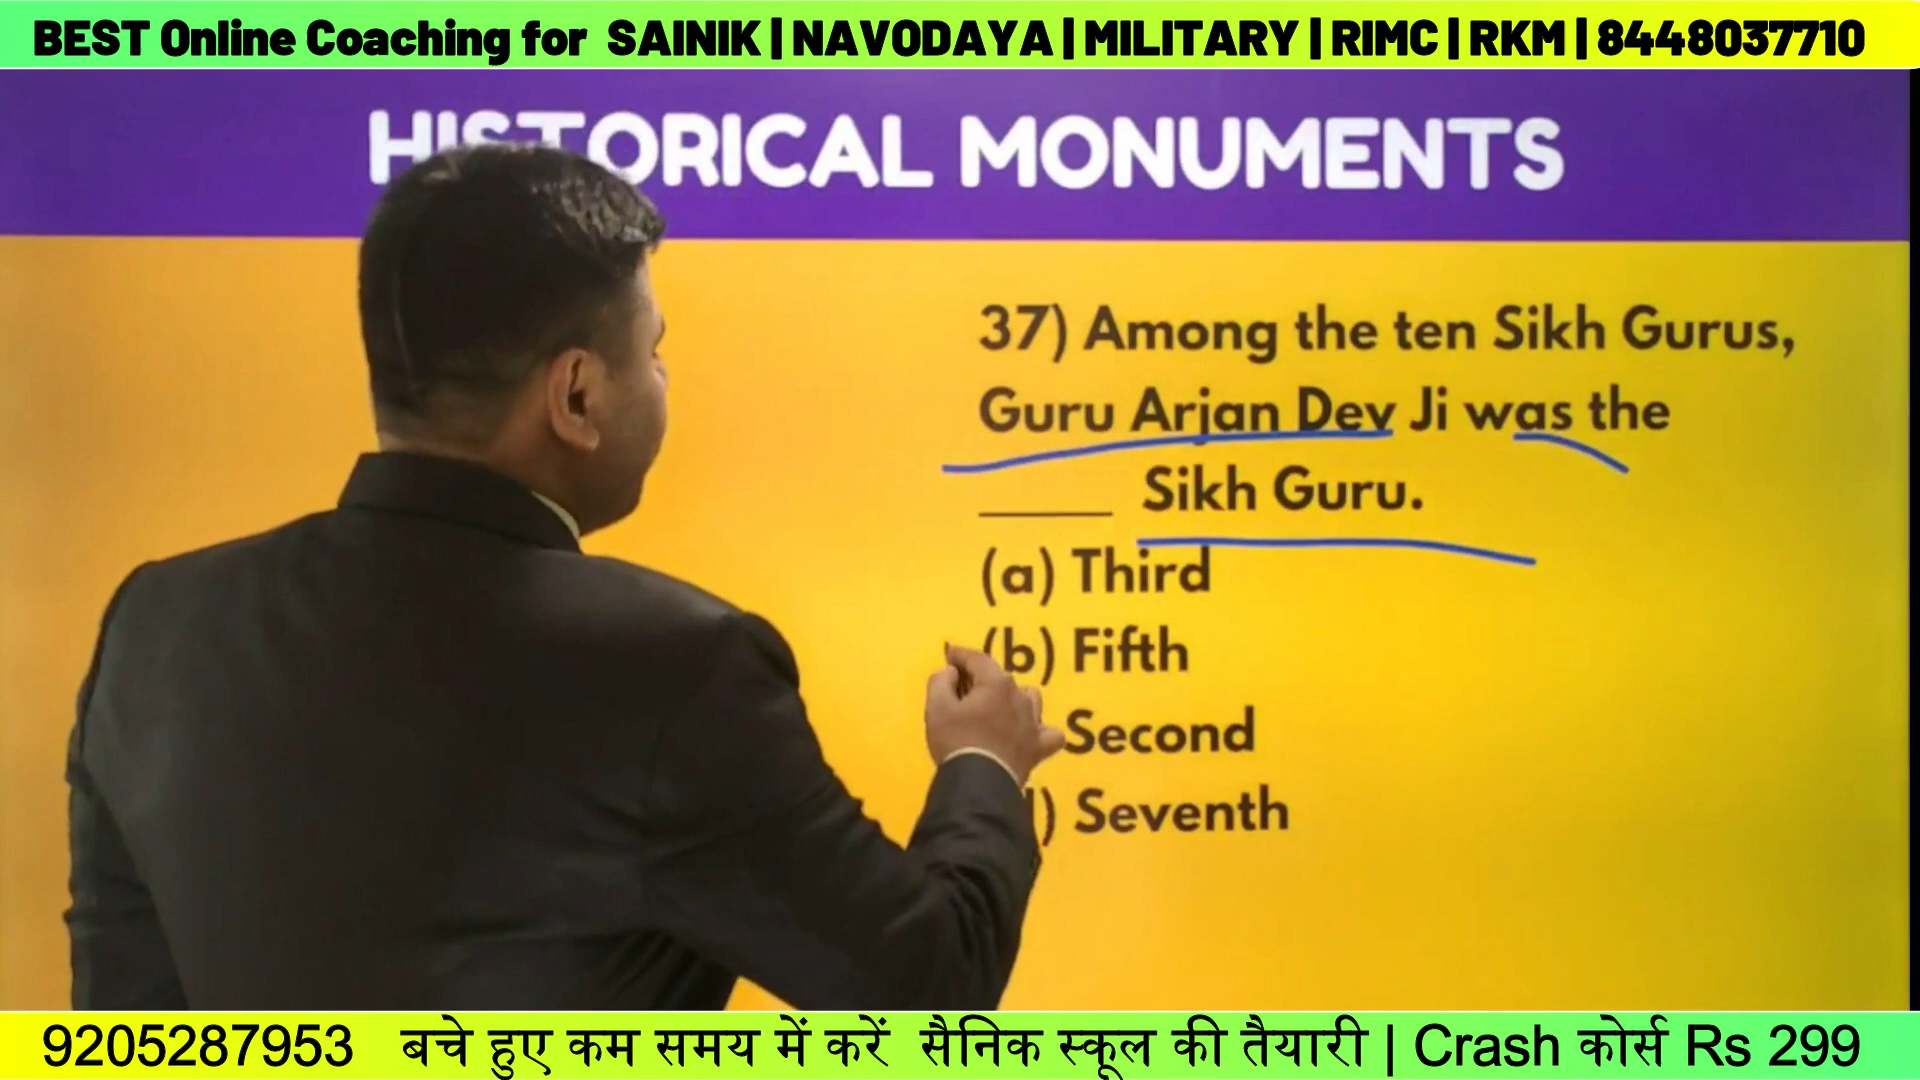 BEST Online Coaching for SAINIK | NAVODAYA | MILITARY | RIMC | RKM | 8448037710
HISTORICAL MONUMENTS
37) Among the ten Sikh Gurus,
Guru Arjan Dev Ji was the
____ Sikh Guru.
(a) Third
(b) Fifth
Second
d) Seventh
9205287953 बचे हुए कम समय में करें सैनिक स्कूल की तैयारी | Crash कोर्स Rs 299